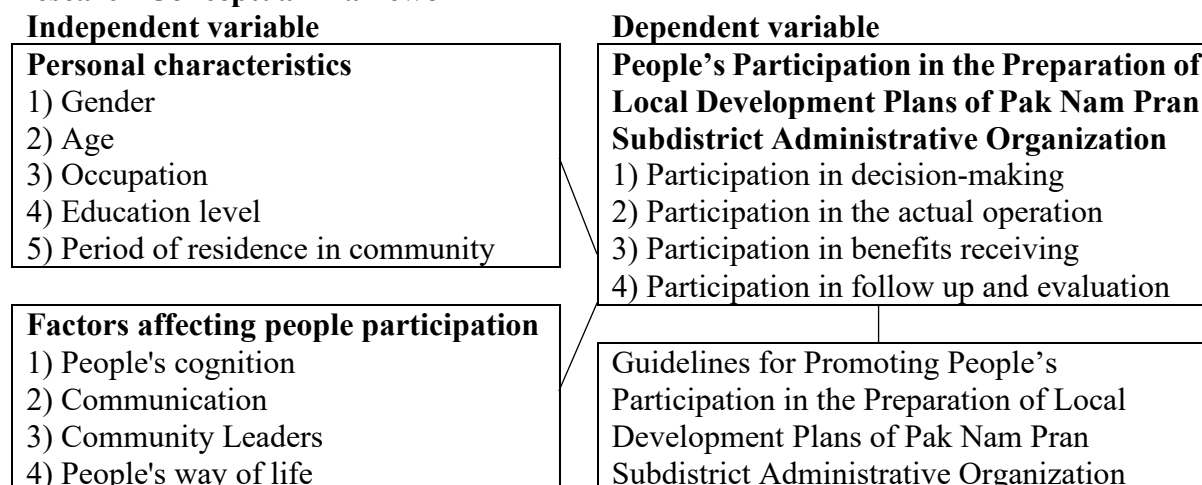 Independent variable
Personal characteristics
1) Gender
2) Age
3) Occupation
4) Education level
5) Period of residence in community
Factors affecting people participation
1) People's cognition
2) Communication
3) Community Leaders
4) People's way of life
Dependent variable
People’s Participation in the Preparation of
Local Development Plans of Pak Nam Pran
Subdistrict Administrative Organization
1) Participation in decision-making
2) Participation in the actual operation
3) Participation in benefits receiving
4) Participation in follow up and evaluation
Guidelines for Promoting People’s
Participation in the Preparation of Local
Development Plans of Pak Nam Pran
Subdistrict Administrative Organization